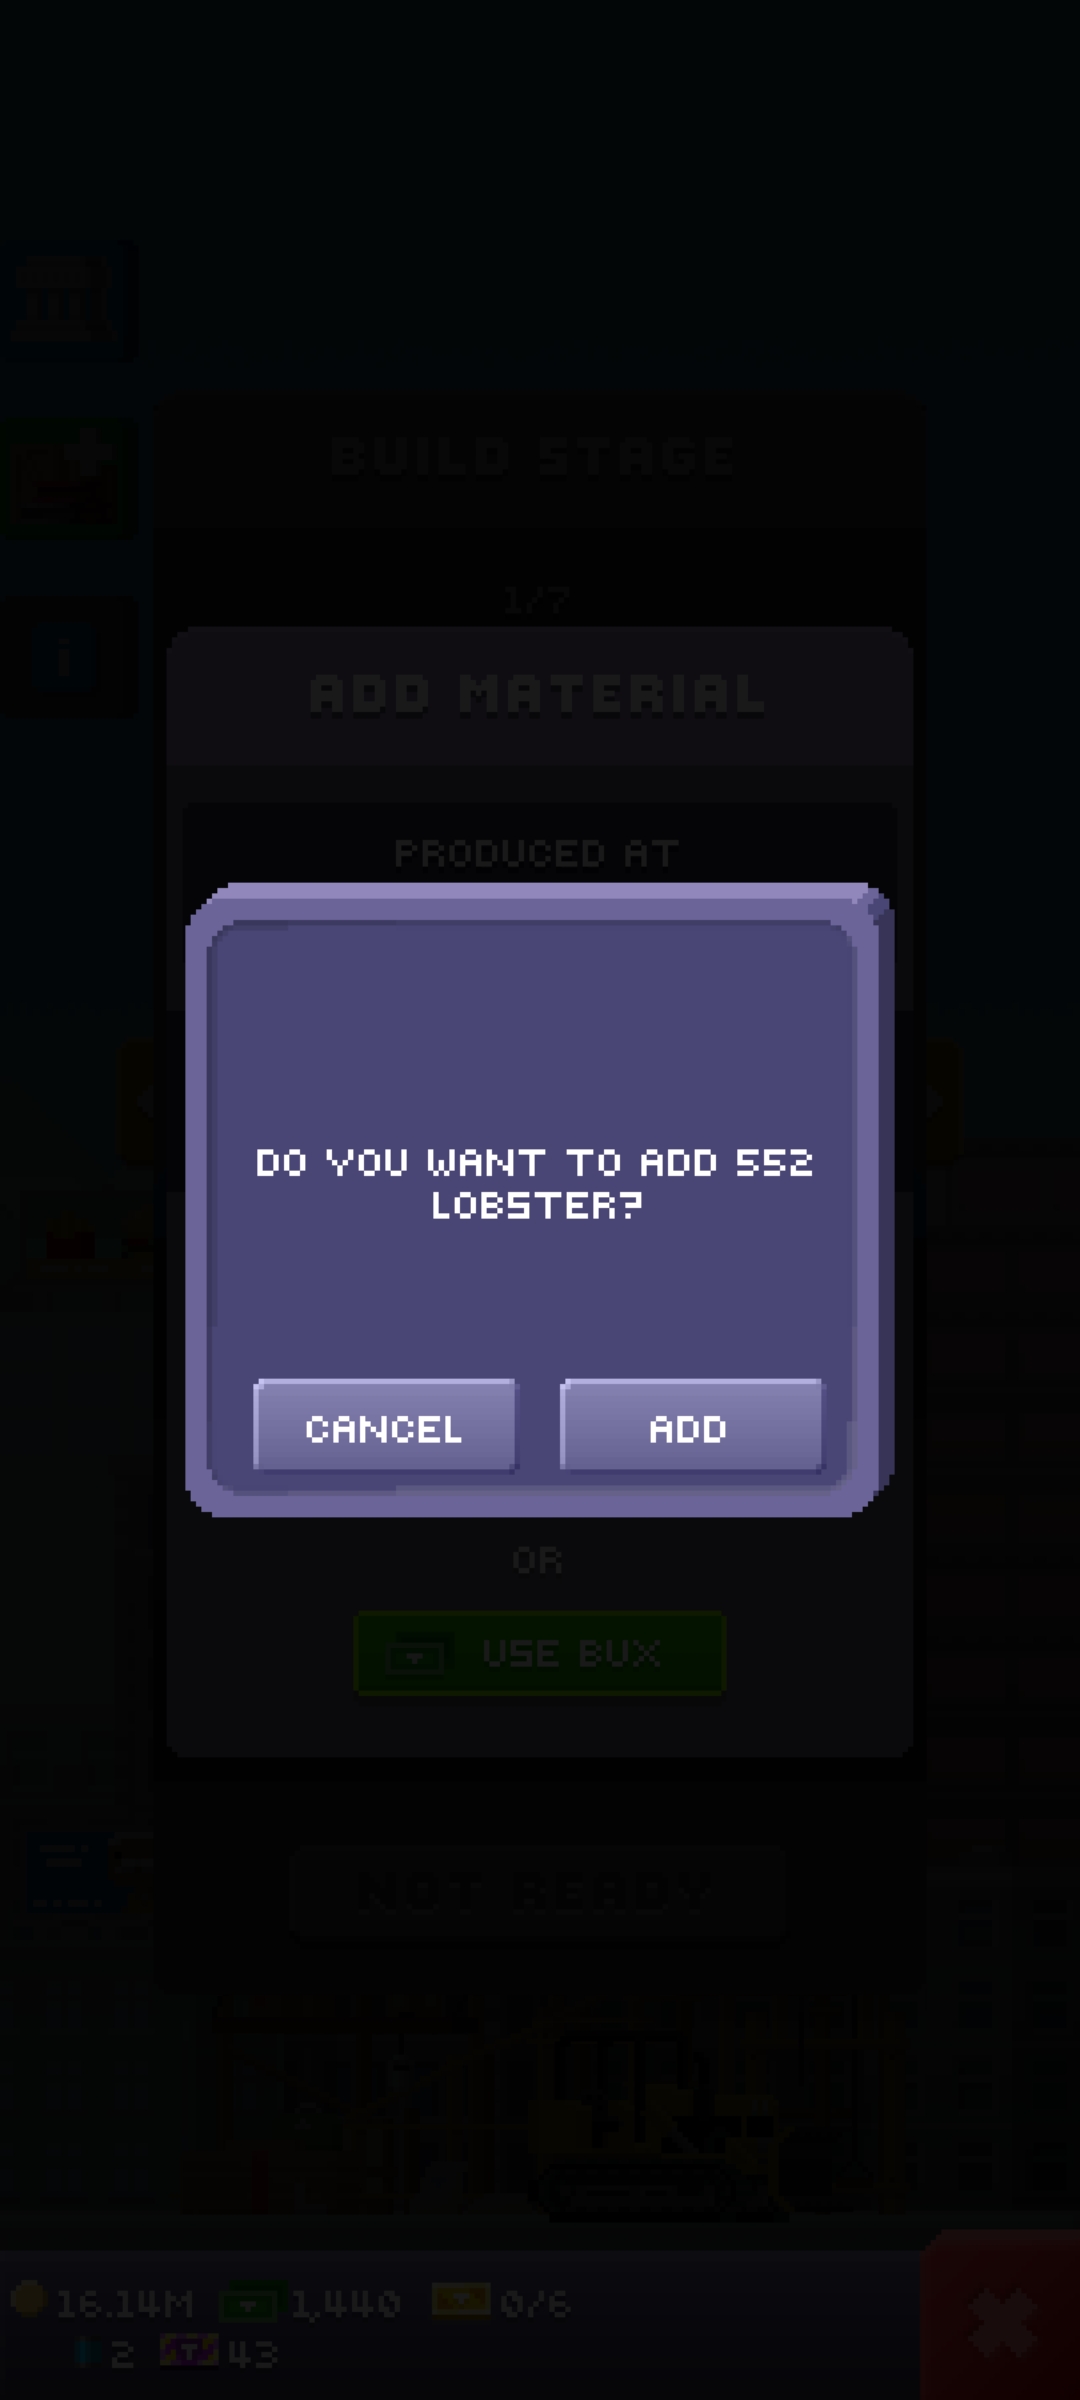 BUILD STAGE
1/7
ADD MATERIAL
PRODUCED AT
DO YOU WANT TO ADD 552
LOBSTER?
CANCEL
ADD
OR
USE BUX
NOT READY
16.14M 1,440 0/6
2 43